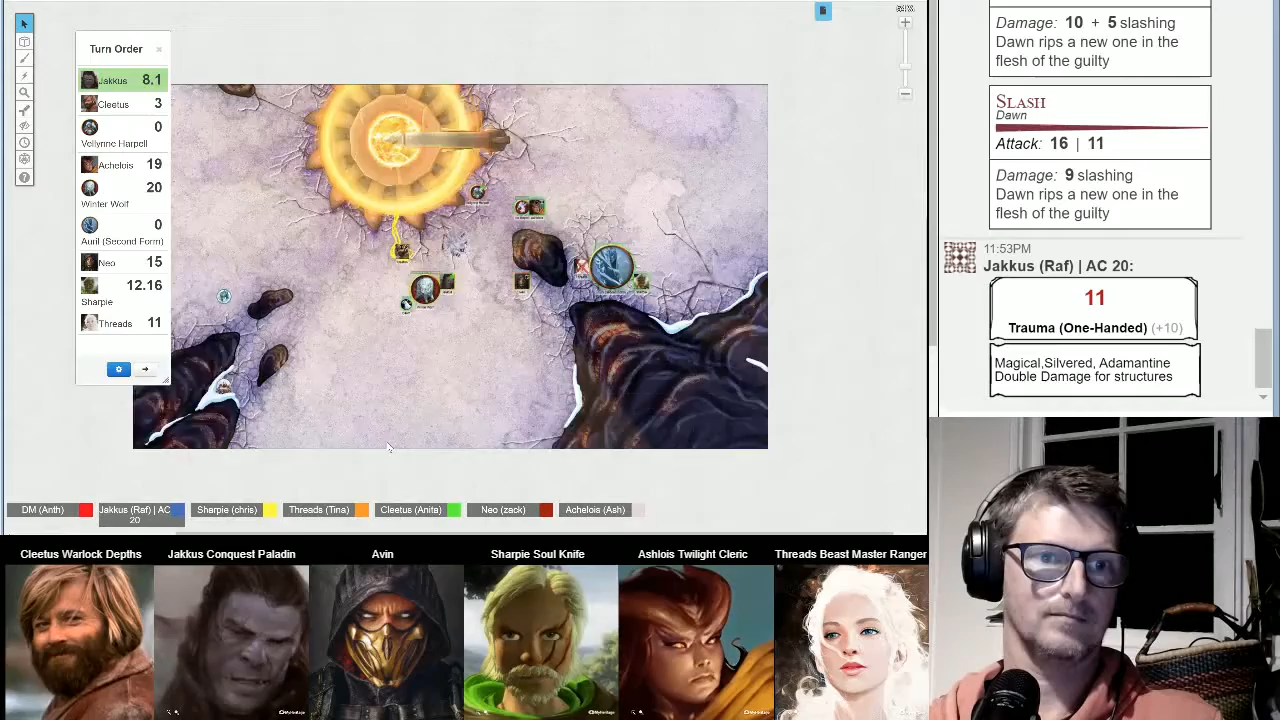 Turn Order ×
Jakkus 8.1
Cleetus 3
0
Vellynne Harpell
Achelois 19
20
Winter Wolf
0
Auril (Second Form)
Neo 15
12.16
Sharpie
Threads 11
Damage: 10 + 5 slashing
Dawn rips a new one in the
flesh of the guilty
SLASH
Dawn
Attack: 16 | 11
Damage: 9 slashing
Dawn rips a new one in the
flesh of the guilty
11:53PM
Jakkus (Raf) | AC 20:
11
Trauma (One-Handed) (+10)
Magical,Silvered, Adamantine
Double Damage for structures
DM (Anth)
Jakkus (Raf) | AC
20
Sharpie (chris)
Threads (Tina)
Cleetus (Anita)
Neo (zack)
Achelois (Ash)
Cleetus Warlock Depths
Jakkus Conquest Paladin
Avin
Sharpie Soul Knife
Ashlois Twilight Cleric
Threads Beast Master Ranger
MyHeritage
MyHeritage
MyHeritage